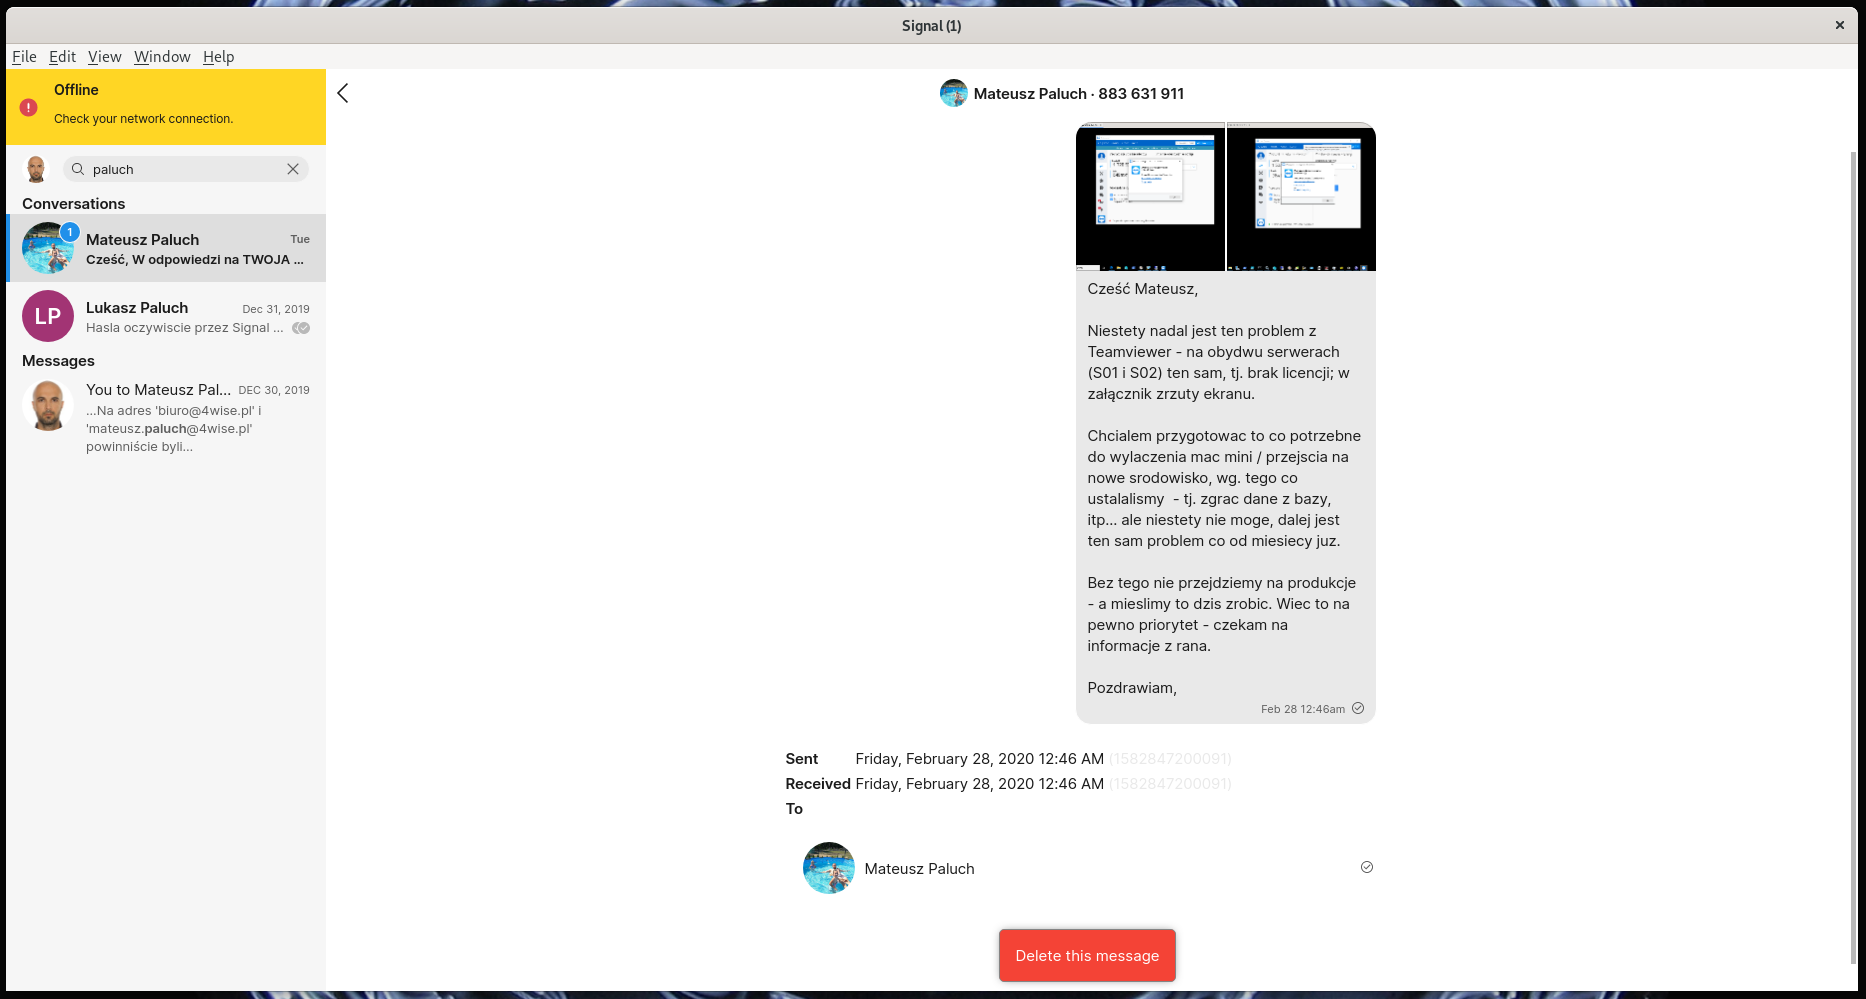 Signal (1)
File Edit View Window Help
Offline
Check your network connection.
paluch
Conversations
1
Mateusz Paluch Tue
Cześć, W odpowiedzi na TWOJA ...
LP
Lukasz Paluch Dec 31, 2019
Hasla oczywiscie przez Signal ...
Messages
You to Mateusz Pal... DEC 30, 2019
...Na adres 'biuro@4wise.pl' i
'mateusz.paluch@4wise.pl'
powinniście byli...
Mateusz Paluch · 883 631 911
Cześć Mateusz,
Niestety nadal jest ten problem z
Teamviewer - na obydwu serwerach
(S01 i S02) ten sam, tj. brak licencji; w
załącznik zrzuty ekranu.
Chcialem przygotowac to co potrzebne
do wylaczenia mac mini / przejscia na
nowe srodowisko, wg. tego co
ustalalismy  - tj. zgrac dane z bazy,
itp... ale niestety nie moge, dalej jest
ten sam problem co od miesiecy juz.
Bez tego nie przejdziemy na produkcje
- a mieslimy to dzis zrobic. Wiec to na
pewno priorytet - czekam na
informacje z rana.
Pozdrawiam,
Feb 28 12:46am
Sent Friday, February 28, 2020 12:46 AM (1582847200091)
Received Friday, February 28, 2020 12:46 AM (1582847200091)
To
Mateusz Paluch
Delete this message